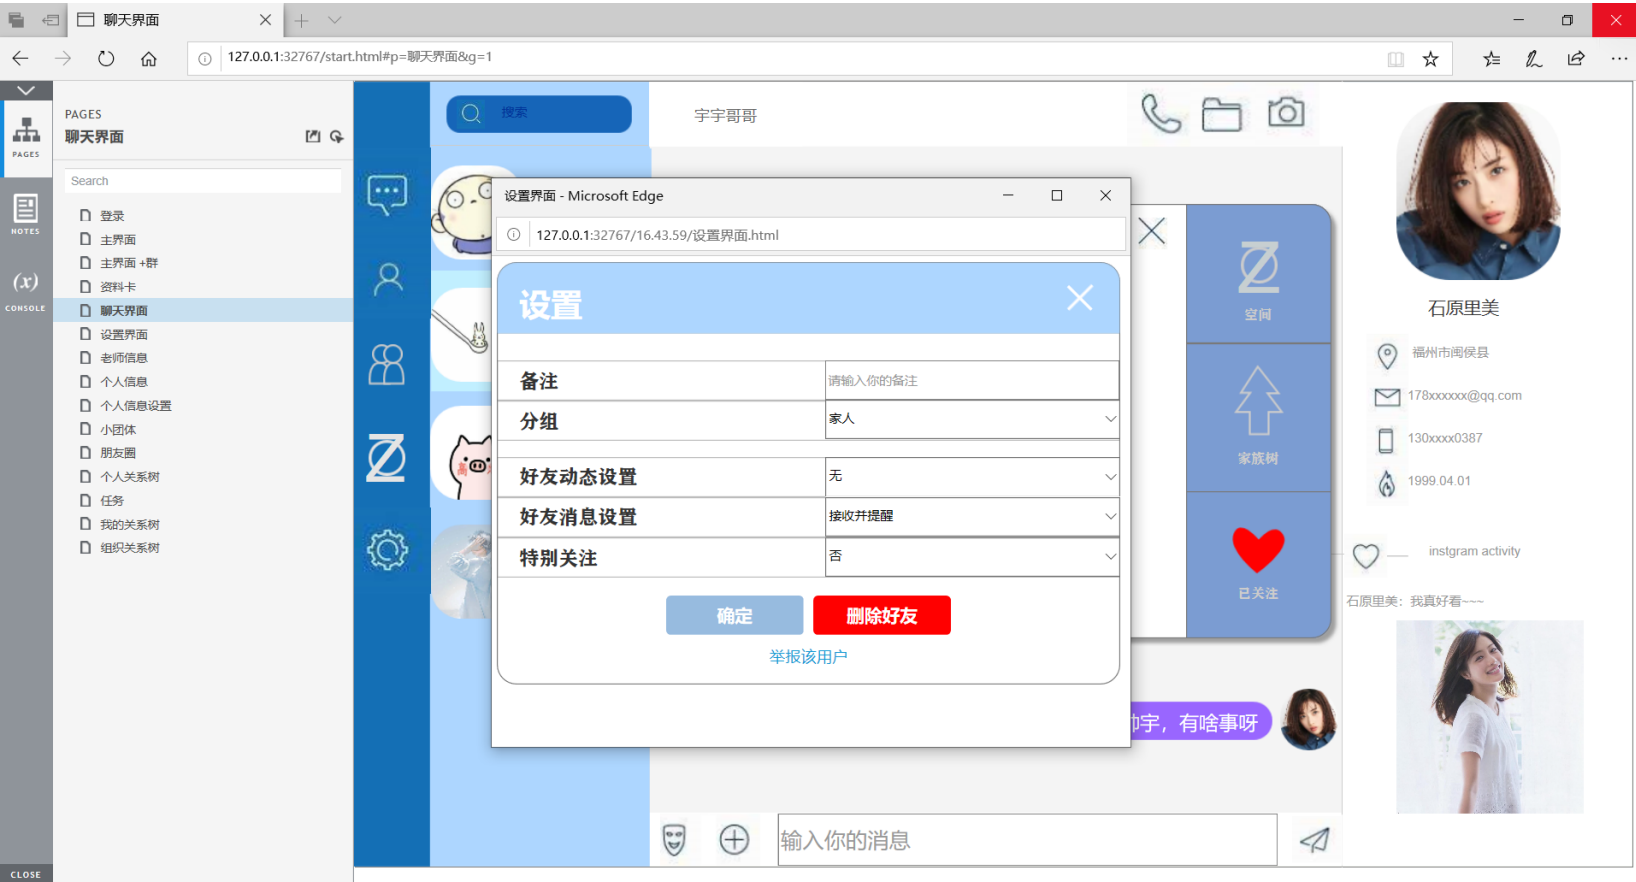 聊天界面
127.0.0.1:32767/start.html#p=聊天界面&g=1
PAGES
聊天界面
PAGES
Search
NOTES
(x)
CONSOLE
登录
主界面
主界面 +群
资料卡
聊天界面
设置界面
老师信息
个人信息
个人信息设置
小团体
朋友圈
个人关系树
任务
我的关系树
组织关系树
CLOSE
搜索
宇宇哥哥
设置界面 - Microsoft Edge
127.0.0.1:32767/16.43.59/设置界面.html
设置
备注
请输入你的备注
分组
家人
好友动态设置
无
好友消息设置
接收并提醒
特别关注
否
确定
删除好友
举报该用户
空间
家族树
已关注
宇，有啥事呀
输入你的消息
石原里美
福州市闽侯县
178xxxxxx@qq.com
130xxxx0387
1999.04.01
instgram activity
石原里美：我真好看~~~